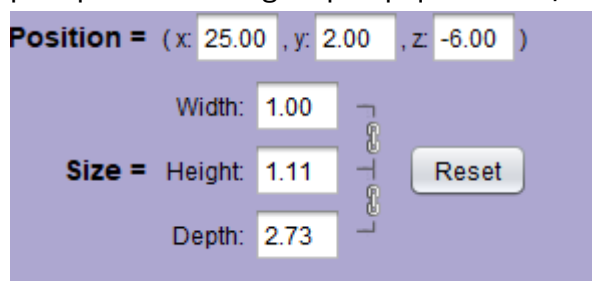 Position = ( x: 25.00 , y: 2.00 , z: -6.00 )
Width: 1.00
Size = Height: 1.11 Reset
Depth: 2.73